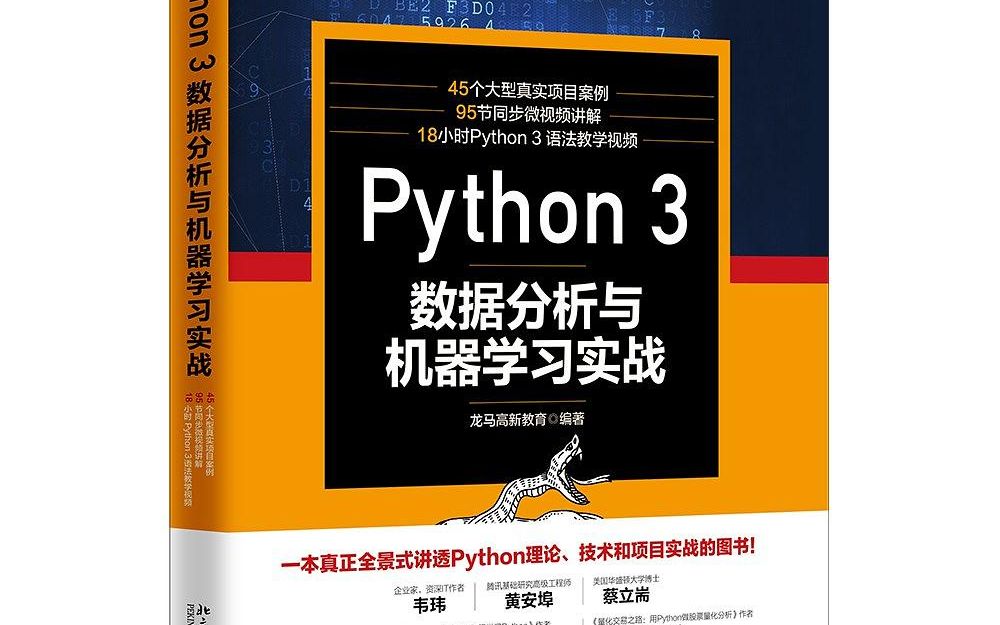 45个大型真实项目案例
95节同步微视频讲解
18小时Python 3 语法教学视频
Python 3
数据分析与
机器学习实战
龙马高新教育◎编著
一本真正全景式讲透Python理论、技术和项目实战的图书!
企业家、资深IT作者
韦玮
腾讯基础研究高级工程师
黄安埠
美国华盛顿大学博士
蔡立耑
《量化交易之路:用Python做股票量化分析》作者
hon 3 数据分析与机器学习实战
45个大型真实项目案例
95节同步微视频讲解
18小时 Python 3语法教学视频